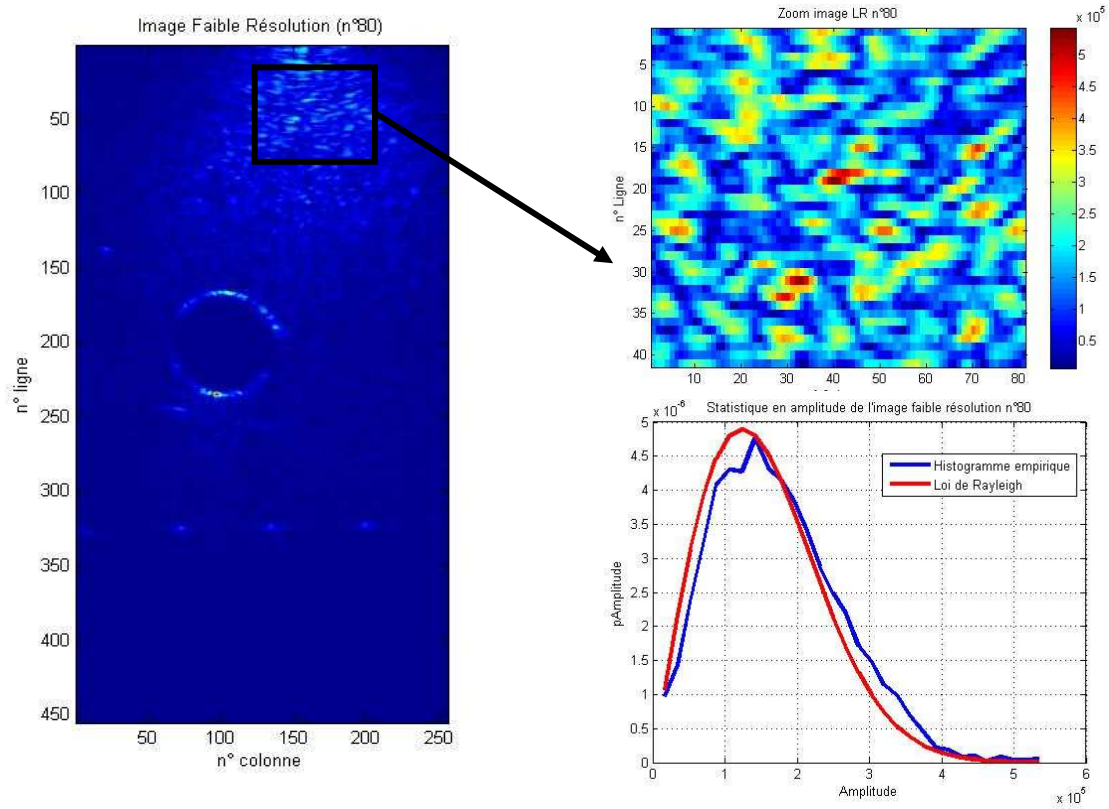 Image Faible Résolution (n°80)
50
100
150
200
250
300
350
400
450
n° ligne
50 100 150 200 250
n° colonne
Zoom image LR n°80
5
10
15
20
25
30
35
40
n° Ligne
10 20 30 40 50 60 70 80
x 10^5
5
4.5
4
3.5
3
2.5
2
1.5
1
0.5
Statistique en amplitude de l'image faible résolution n°80
x 10^-6
5
4.5
4
3.5
3
2.5
2
1.5
1
0.5
0
pAmplitude
Histogramme empirique
Loi de Rayleigh
0 1 2 3 4 5 6
Amplitude
x 10^5